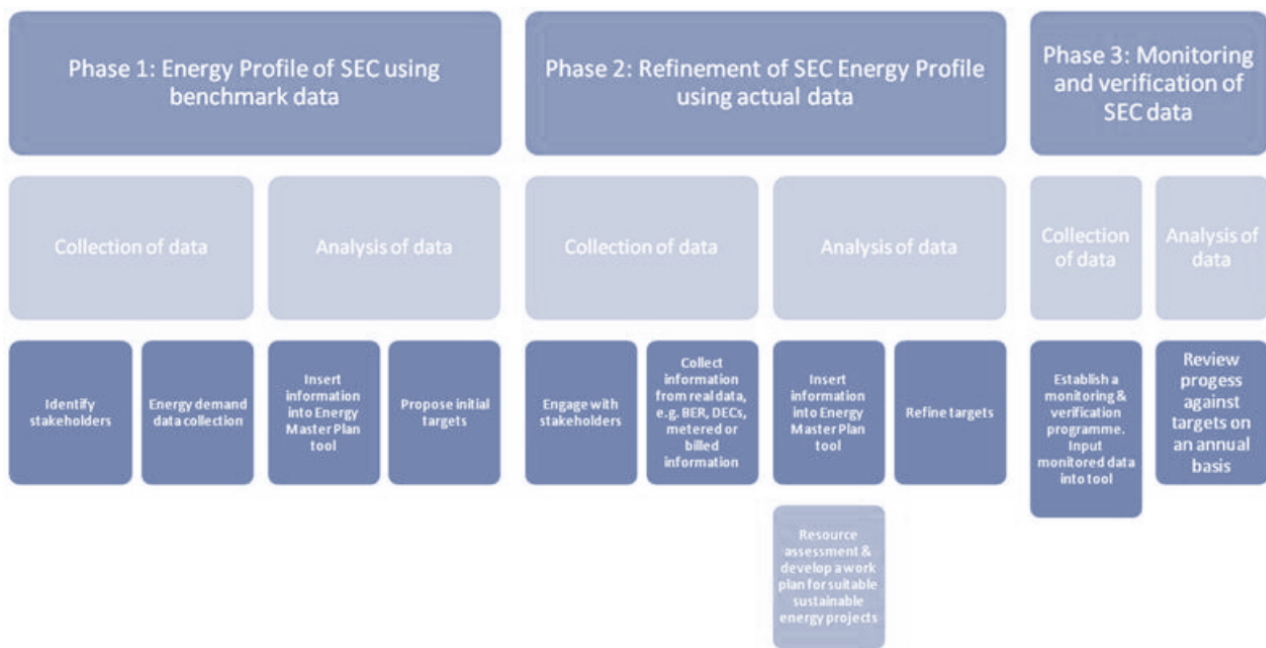 Phase 1: Energy Profile of SEC using
benchmark data
Phase 2: Refinement of SEC Energy Profile
using actual data
Phase 3: Monitoring
and verification of
SEC data
Collection of data
Analysis of data
Collection of data
Analysis of data
Collection
of data
Analysis of
data
Identify
stakeholders
Energy demand
data collection
Insert
information
into Energy
Master Plan
tool
Propose initial
targets
Engage with
stakeholders
Collect
information
from real data,
e.g. BER, DECs,
metered or
billed
information
Insert
information
into Energy
Master Plan
tool
Refine targets
Establish a
monitoring &
verification
programme.
Input
monitored data
into tool
Review
progess
against
targets on
an annual
basis
Resource
assessment &
develop a work
plan for suitable
sustainable
energy projects